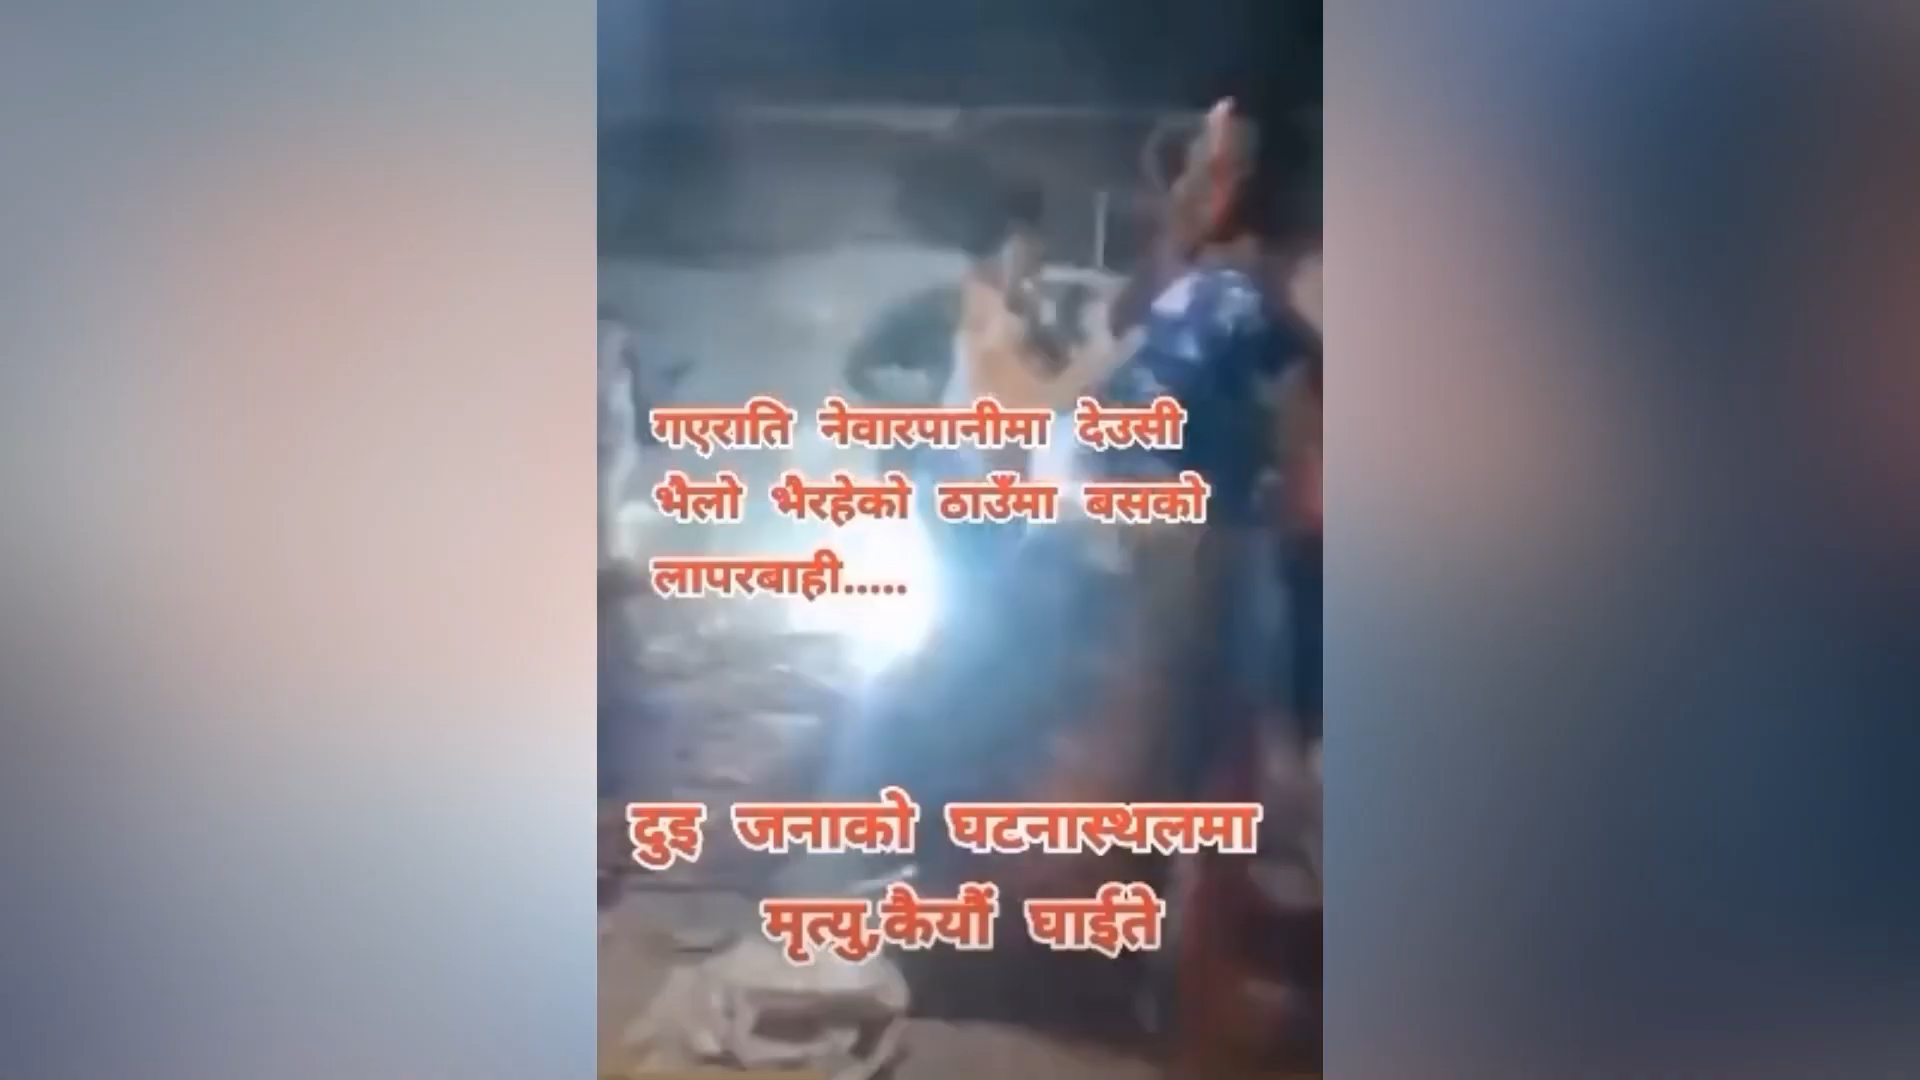 गएराति नेवारपानीमा देउसी
भैलो भैरहेको ठाउँमा बसको
लापरबाही.....
दुइ जनाको घटनास्थलमा
मृत्यु,कैयौं घाईते